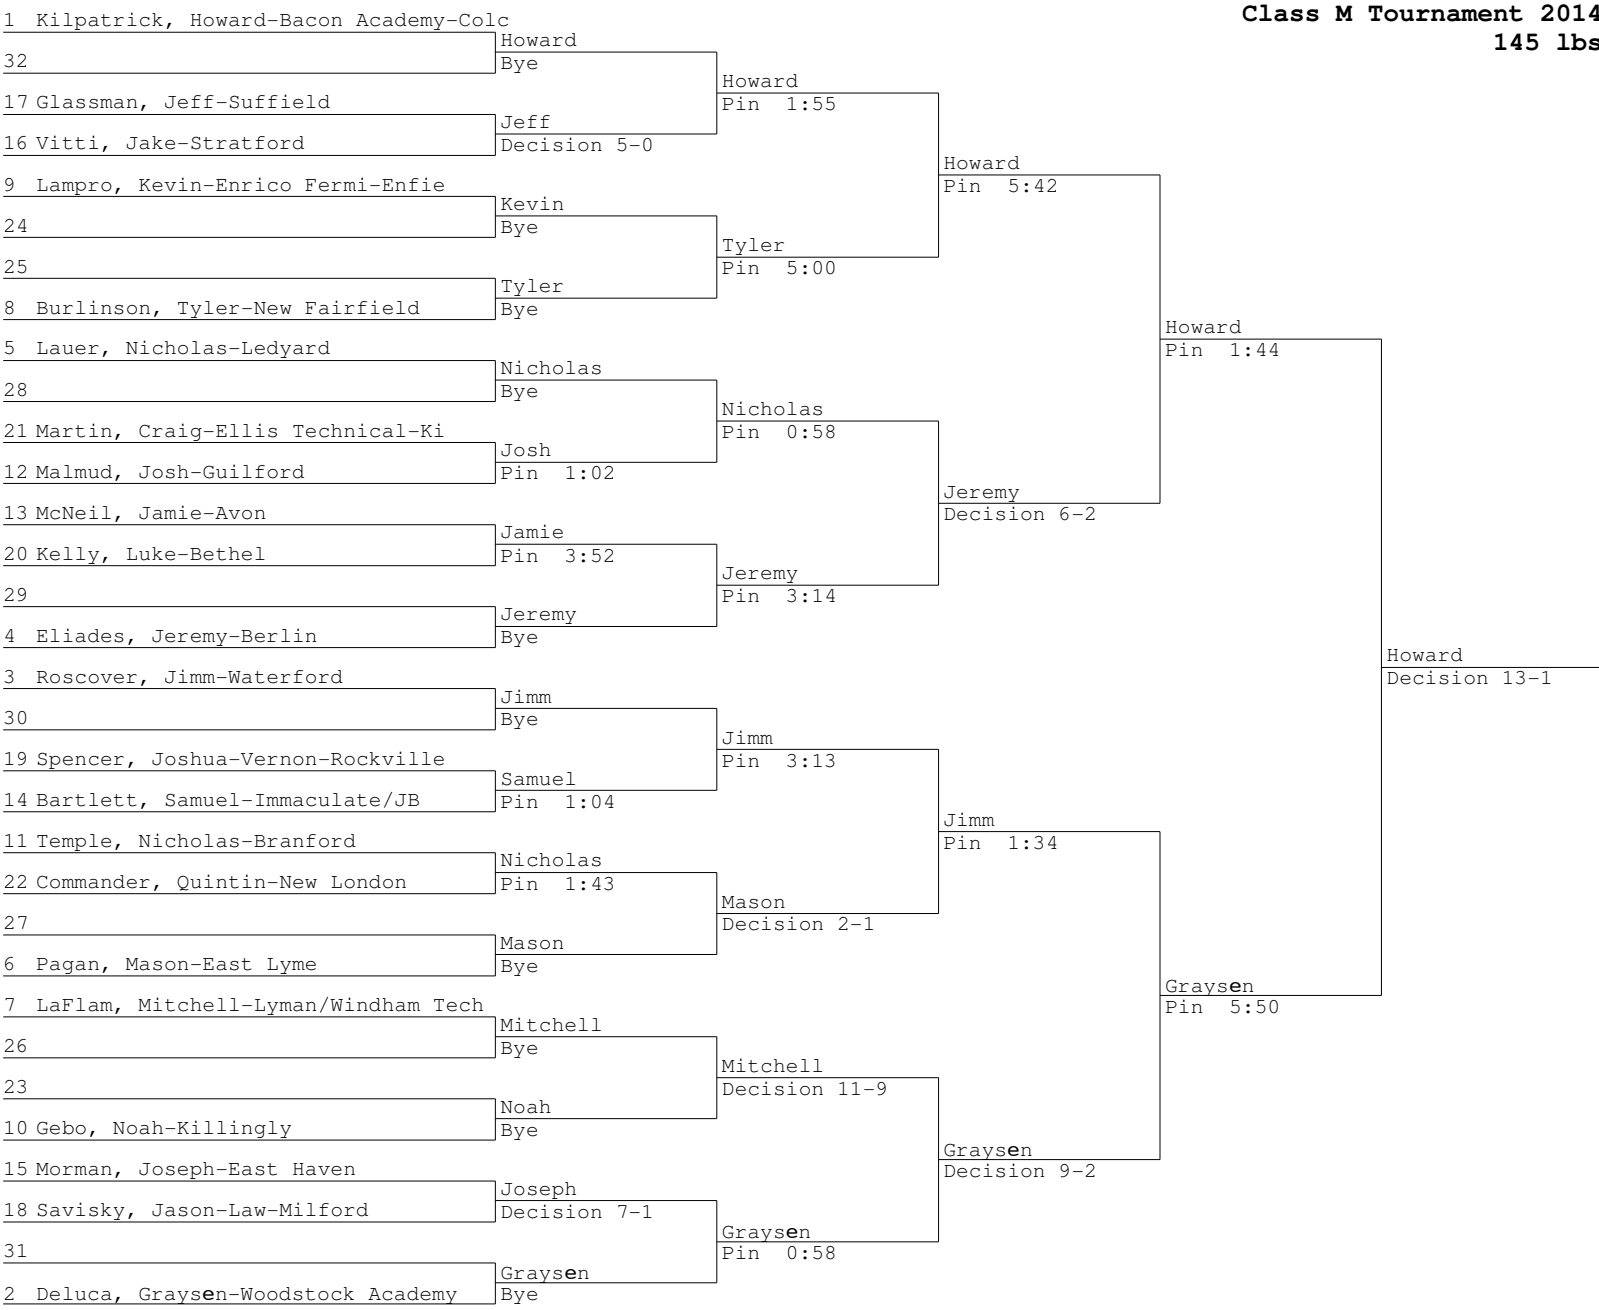 Class M Tournament 2014
145 lbs
1 Kilpatrick, Howard-Bacon Academy-Colc
Howard
32
Bye
Howard
17 Glassman, Jeff-Suffield
Pin 1:55
Jeff
16 Vitti, Jake-Stratford
Decision 5-0
Howard
9 Lampro, Kevin-Enrico Fermi-Enfie
Pin 5:42
Kevin
24
Bye
Tyler
25
Pin 5:00
Tyler
8 Burlinson, Tyler-New Fairfield
Bye
Howard
5 Lauer, Nicholas-Ledyard
Pin 1:44
Nicholas
28
Bye
Nicholas
21 Martin, Craig-Ellis Technical-Ki
Pin 0:58
Josh
12 Malmud, Josh-Guilford
Pin 1:02
Jeremy
13 McNeil, Jamie-Avon
Decision 6-2
Jamie
20 Kelly, Luke-Bethel
Pin 3:52
Jeremy
29
Pin 3:14
Jeremy
4 Eliades, Jeremy-Berlin
Bye
Howard
3 Roscover, Jimm-Waterford
Decision 13-1
Jimm
30
Bye
Jimm
19 Spencer, Joshua-Vernon-Rockville
Pin 3:13
Samuel
14 Bartlett, Samuel-Immaculate/JB
Pin 1:04
Jimm
11 Temple, Nicholas-Branford
Pin 1:34
Nicholas
22 Commander, Quintin-New London
Pin 1:43
Mason
27
Decision 2-1
Mason
6 Pagan, Mason-East Lyme
Bye
Graysen
7 LaFlam, Mitchell-Lyman/Windham Tech
Pin 5:50
Mitchell
26
Bye
Mitchell
23
Decision 11-9
Noah
10 Gebo, Noah-Killingly
Bye
Graysen
15 Morman, Joseph-East Haven
Decision 9-2
Joseph
18 Savisky, Jason-Law-Milford
Decision 7-1
Graysen
31
Pin 0:58
Graysen
2 Deluca, Graysen-Woodstock Academy
Bye